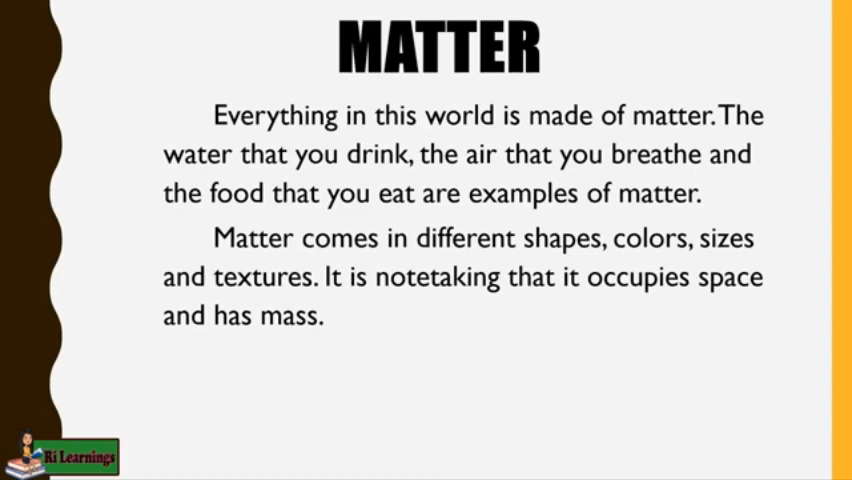 MATTER
Everything in this world is made of matter. The
water that you drink, the air that you breathe and
the food that you eat are examples of matter.
Matter comes in different shapes, colors, sizes
and textures. It is notetaking that it occupies space
and has mass.
Ri Learnings